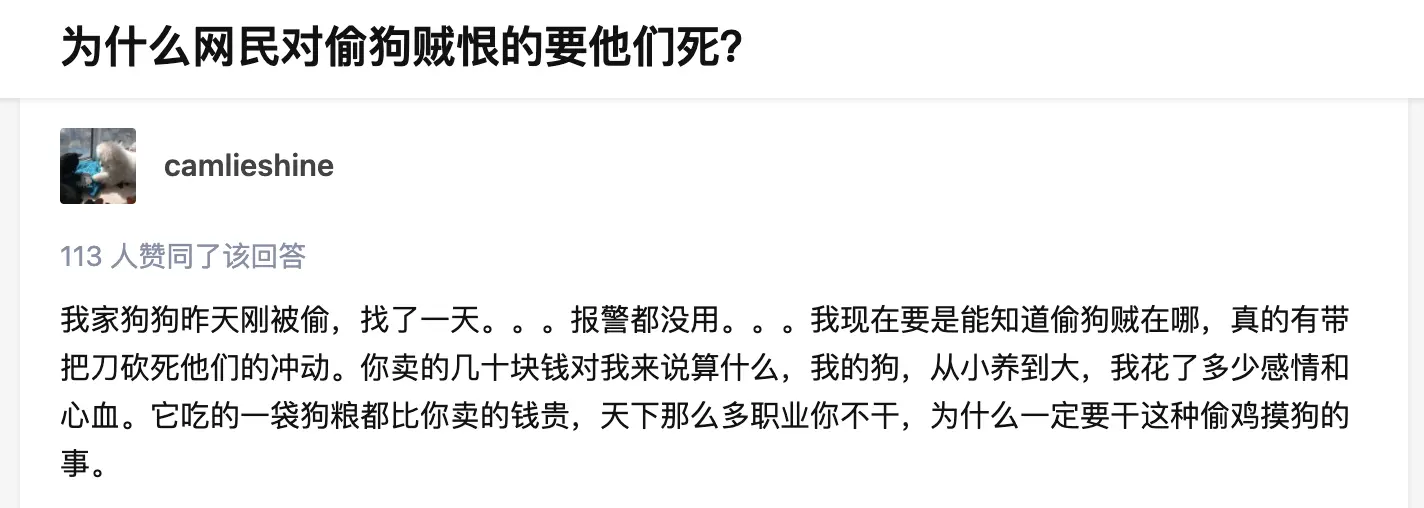 为什么网民对偷狗贼恨的要他们死?
camlieshine
113 人赞同了该回答
我家狗狗昨天刚被偷，找了一天。。。报警都没用。。。我现在要是能知道偷狗贼在哪，真的有带
把刀砍死他们的冲动。你卖的几十块钱对我来说算什么，我的狗，从小养到大，我花了多少感情和
心血。它吃的一袋狗粮都比你卖的钱贵，天下那么多职业你不干，为什么一定要干这种偷鸡摸狗的
事。